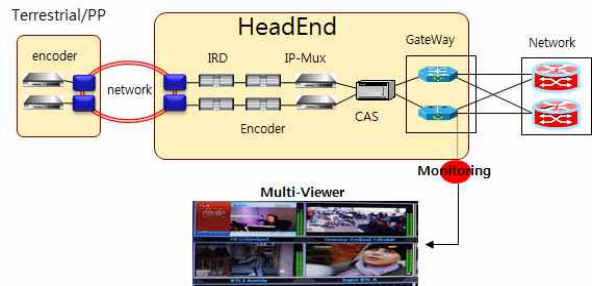 Terrestrial/PP
HeadEnd
encoder
network
IRD
IP-Mux
Encoder
CAS
GateWay
Network
Monitoring
Multi-Viewer